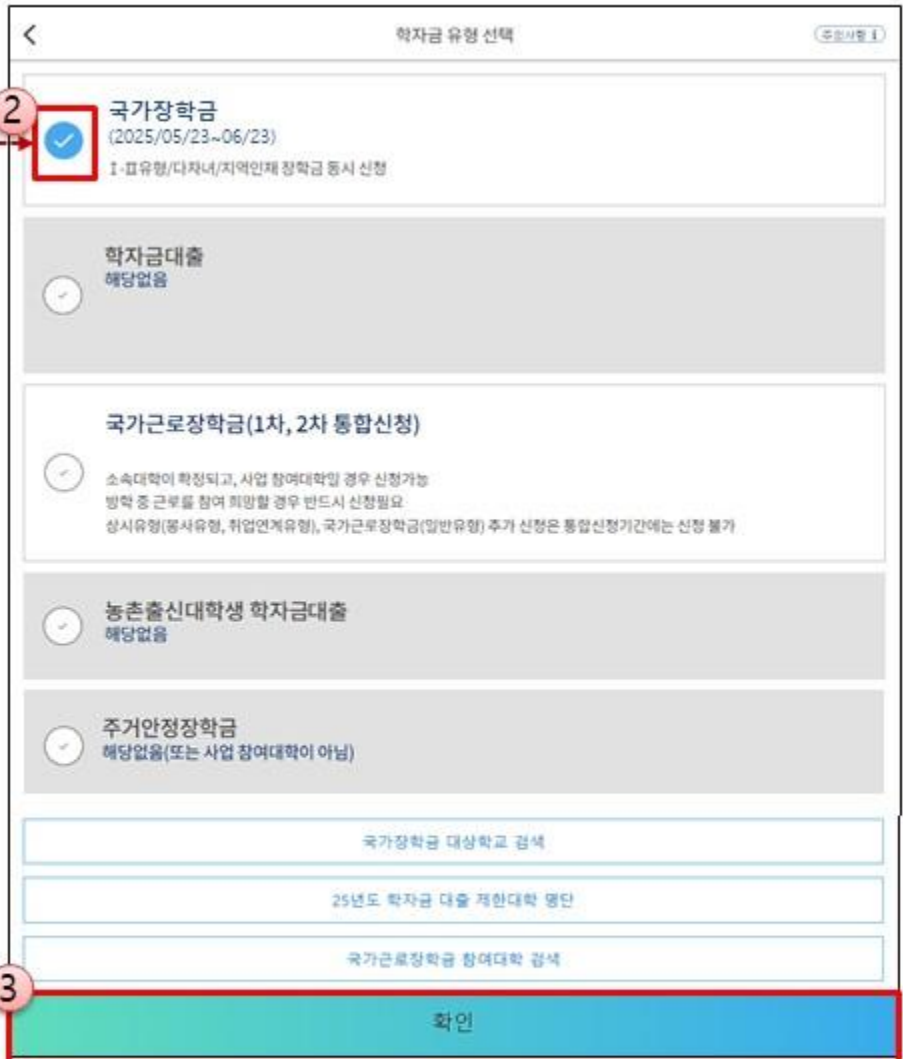 학자금 유형 선택
주의사항 i
2
국가장학금
(2025/05/23~06/23)
I·II유형/다자녀/지역인재 장학금 동시 신청
학자금대출
해당없음
국가근로장학금(1차, 2차 통합신청)
소속대학이 확정되고, 사업 참여대학일 경우 신청가능
방학 중 근로를 참여 희망할 경우 반드시 신청필요
상시유형(봉사유형, 취업연계유형), 국가근로장학금(일반유형) 추가 신청은 통합신청기간에는 신청 불가
농촌출신대학생 학자금대출
해당없음
주거안정장학금
해당없음(또는 사업 참여대학이 아님)
국가장학금 대상학교 검색
25년도 학자금 대출 제한대학 명단
국가근로장학금 참여대학 검색
3
확인